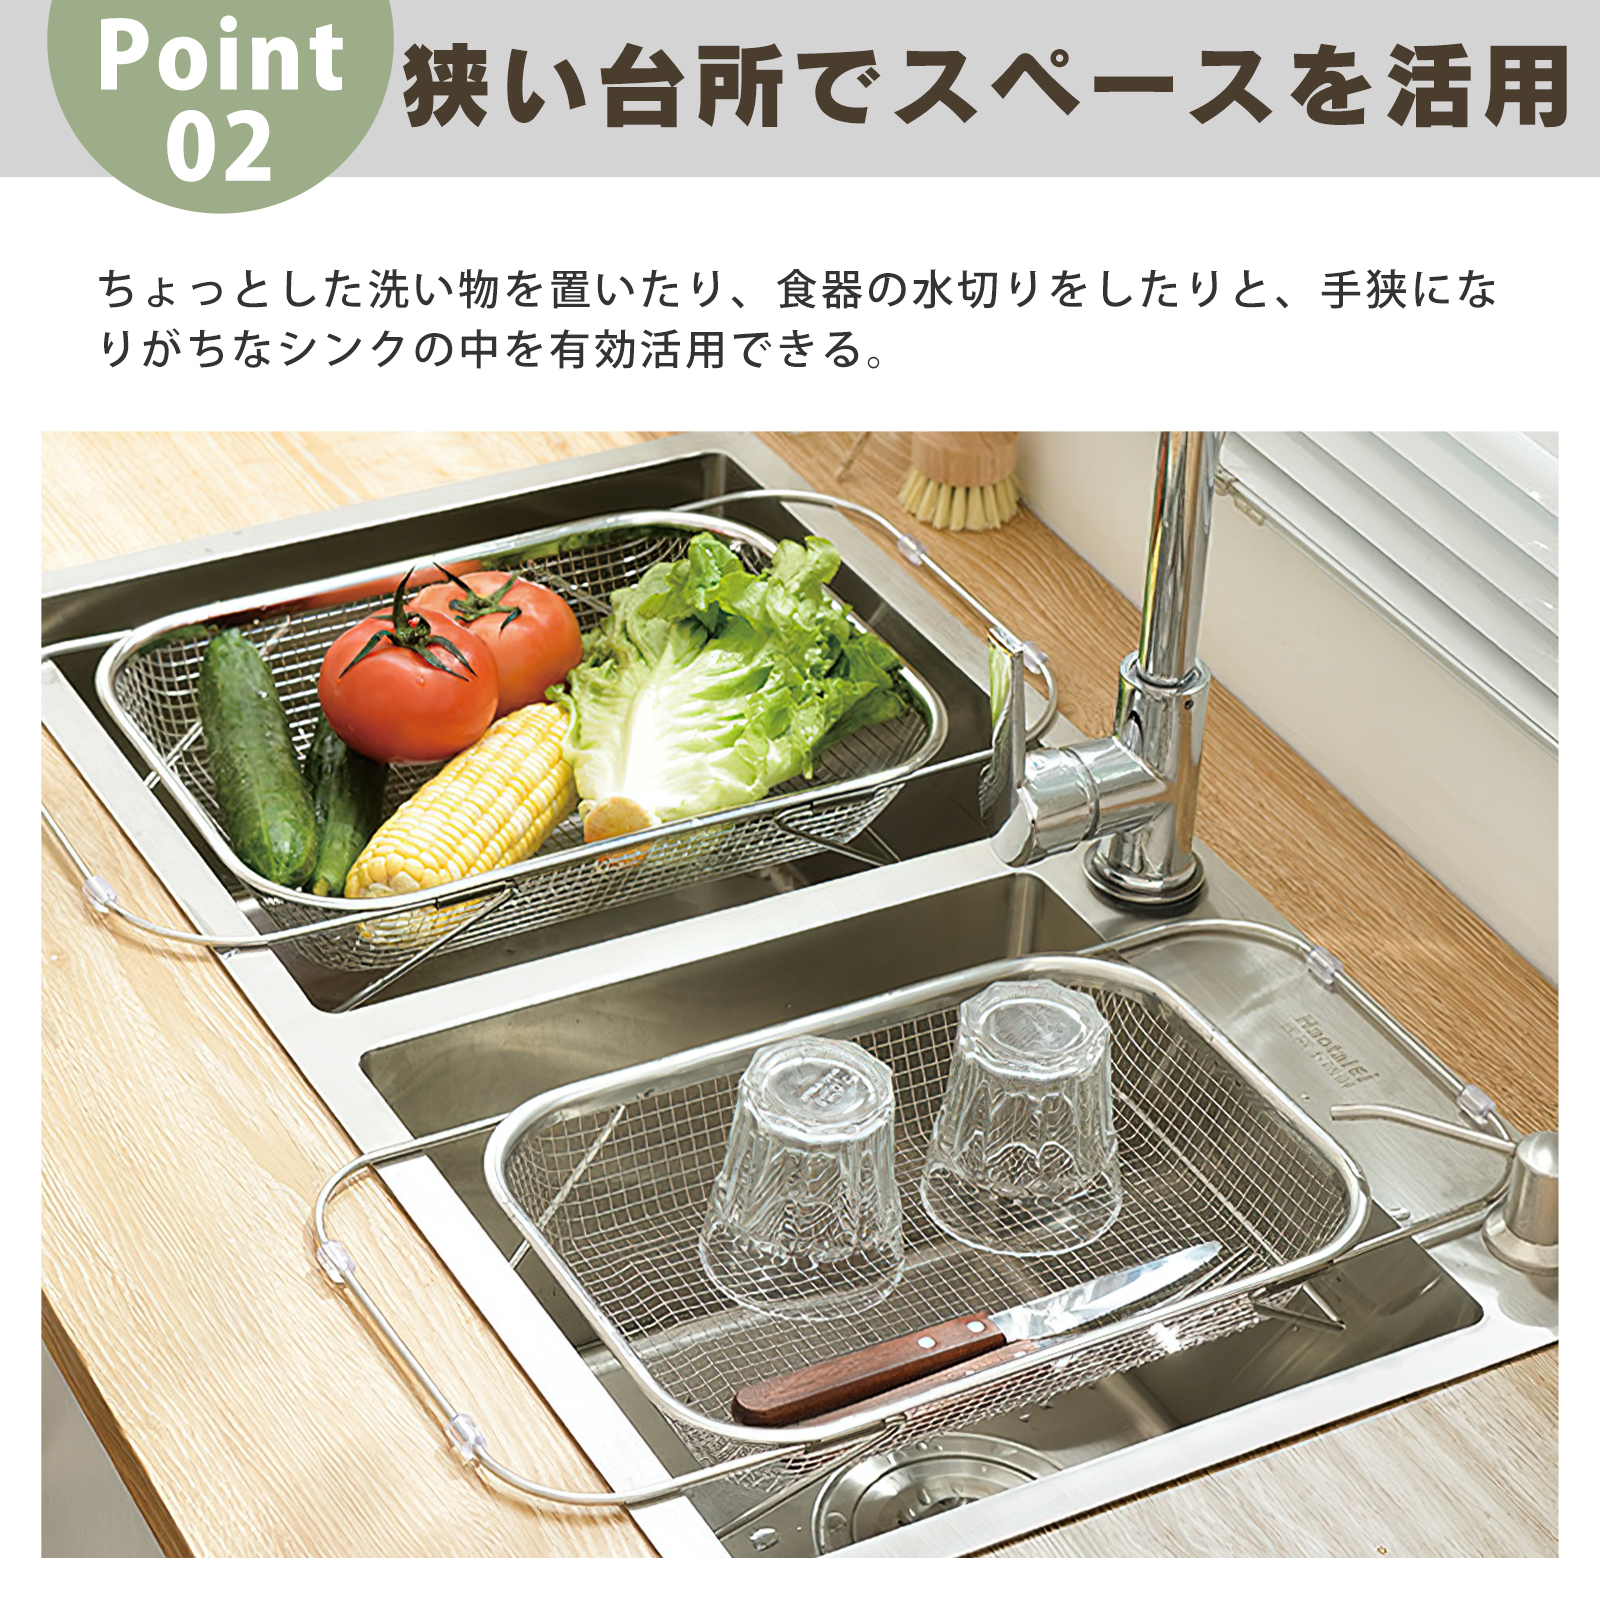 Point
02
狭い台所でスペースを活用
ちょっとした洗い物を置いたり、食器の水切りをしたりと、手狭にな
りがちなシンクの中を有効活用できる。